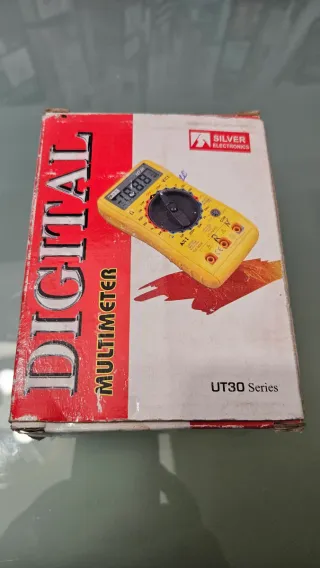 DIGITAL
MULTIMETER
SILVER
ELECTRONICS
UT30 Series